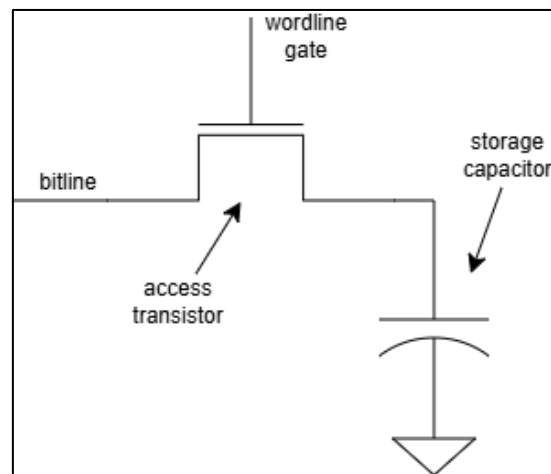 wordline
gate
storage
capacitor
bitline
access
transistor